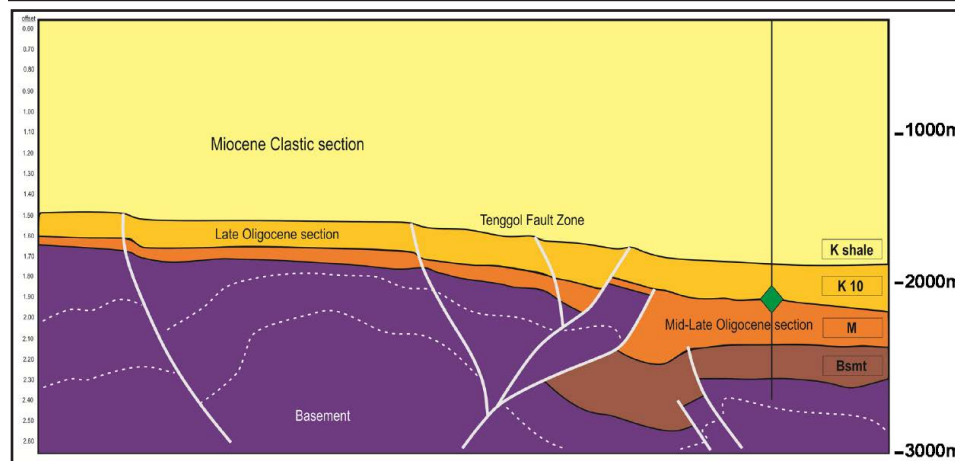 offset
0.60
0.70
0.80
0.90
1.00
1.10
1.20
1.30
1.40
1.50
1.60
1.70
1.80
1.90
2.00
2.10
2.20
2.30
2.40
2.50
2.60
Miocene Clastic section
Late Oligocene section
Tenggol Fault Zone
Mid-Late Oligocene section
Basement
K shale
K 10
M
Bsmt
1000m
2000m
3000m